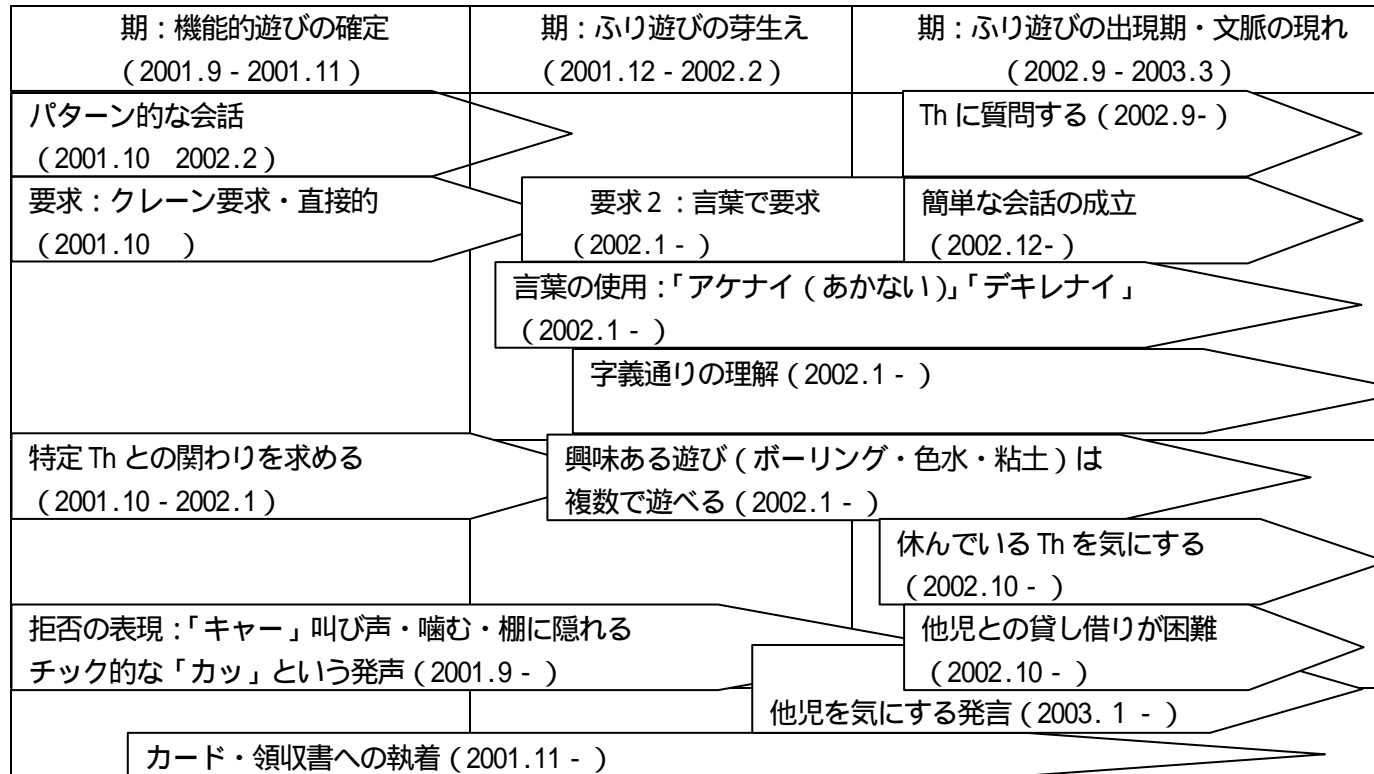 期：機能的遊びの確定
（2001.9 - 2001.11）
期：ふり遊びの芽生え
（2001.12 - 2002.2）
期：ふり遊びの出現期・文脈の現れ
（2002.9 - 2003.3）
パターン的な会話
（2001.10　2002.2）
Th に質問する（2002.9-）
要求：クレーン要求・直接的
（2001.10　）
要求２：言葉で要求
（2002.1 - ）
簡単な会話の成立
（2002.12-）
言葉の使用：「アケナイ（あかない）」「デキレナイ」
（2002.1 - ）
字義通りの理解（2002.1 - ）
特定 Th との関わりを求める
（2001.10 - 2002.1）
興味ある遊び（ボーリング・色水・粘土）は
複数で遊べる（2002.1 - ）
休んでいる Th を気にする
（2002.10 - ）
拒否の表現：「キャー」叫び声・噛む・棚に隠れる
チック的な「カッ」という発声（2001.9 - ）
他児との貸し借りが困難
（2002.10 - ）
他児を気にする発言（2003. 1 - ）
カード・領収書への執着（2001.11 - ）